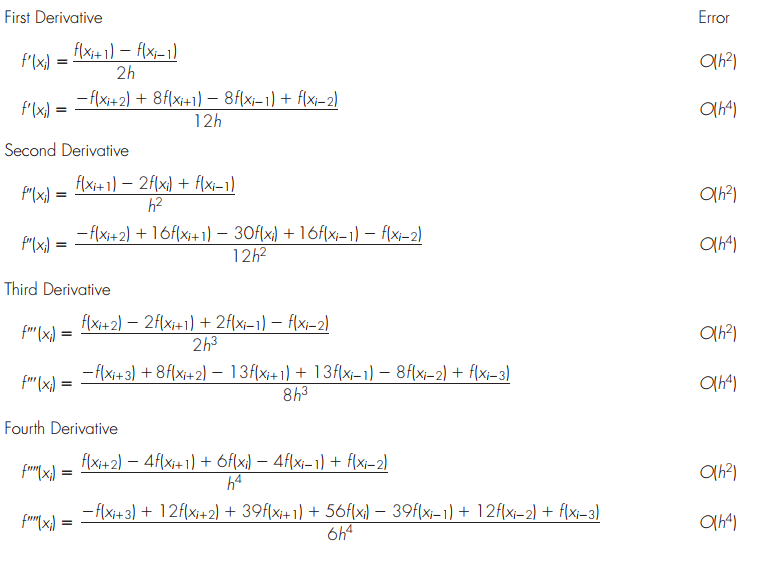 First Derivative Error
f′(xᵢ) = (f(xᵢ₊₁) − f(xᵢ₋₁)) / 2h O(h²)
f′(xᵢ) = (−f(xᵢ₊₂) + 8f(xᵢ₊₁) − 8f(xᵢ₋₁) + f(xᵢ₋₂)) / 12h O(h⁴)
Second Derivative
f″(xᵢ) = (f(xᵢ₊₁) − 2f(xᵢ) + f(xᵢ₋₁)) / h² O(h²)
f″(xᵢ) = (−f(xᵢ₊₂) + 16f(xᵢ₊₁) − 30f(xᵢ) + 16f(xᵢ₋₁) − f(xᵢ₋₂)) / 12h² O(h⁴)
Third Derivative
f‴(xᵢ) = (f(xᵢ₊₂) − 2f(xᵢ₊₁) + 2f(xᵢ₋₁) − f(xᵢ₋₂)) / 2h³ O(h²)
f‴(xᵢ) = (−f(xᵢ₊₃) + 8f(xᵢ₊₂) − 13f(xᵢ₊₁) + 13f(xᵢ₋₁) − 8f(xᵢ₋₂) + f(xᵢ₋₃)) / 8h³ O(h⁴)
Fourth Derivative
f⁗(xᵢ) = (f(xᵢ₊₂) − 4f(xᵢ₊₁) + 6f(xᵢ) − 4f(xᵢ₋₁) + f(xᵢ₋₂)) / h⁴ O(h²)
f⁗(xᵢ) = (−f(xᵢ₊₃) + 12f(xᵢ₊₂) + 39f(xᵢ₊₁) + 56f(xᵢ) − 39f(xᵢ₋₁) + 12f(xᵢ₋₂) + f(xᵢ₋₃)) / 6h⁴ O(h⁴)